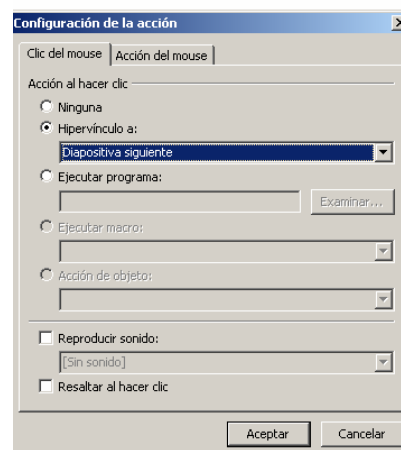 Configuración de la acción
Clic del mouse Acción del mouse
Acción al hacer clic
Ninguna
Hipervínculo a:
Diapositiva siguiente
Ejecutar programa:
Examinar...
Ejecutar macro:
Acción de objeto:
Reproducir sonido:
[Sin sonido]
Resaltar al hacer clic
Aceptar Cancelar